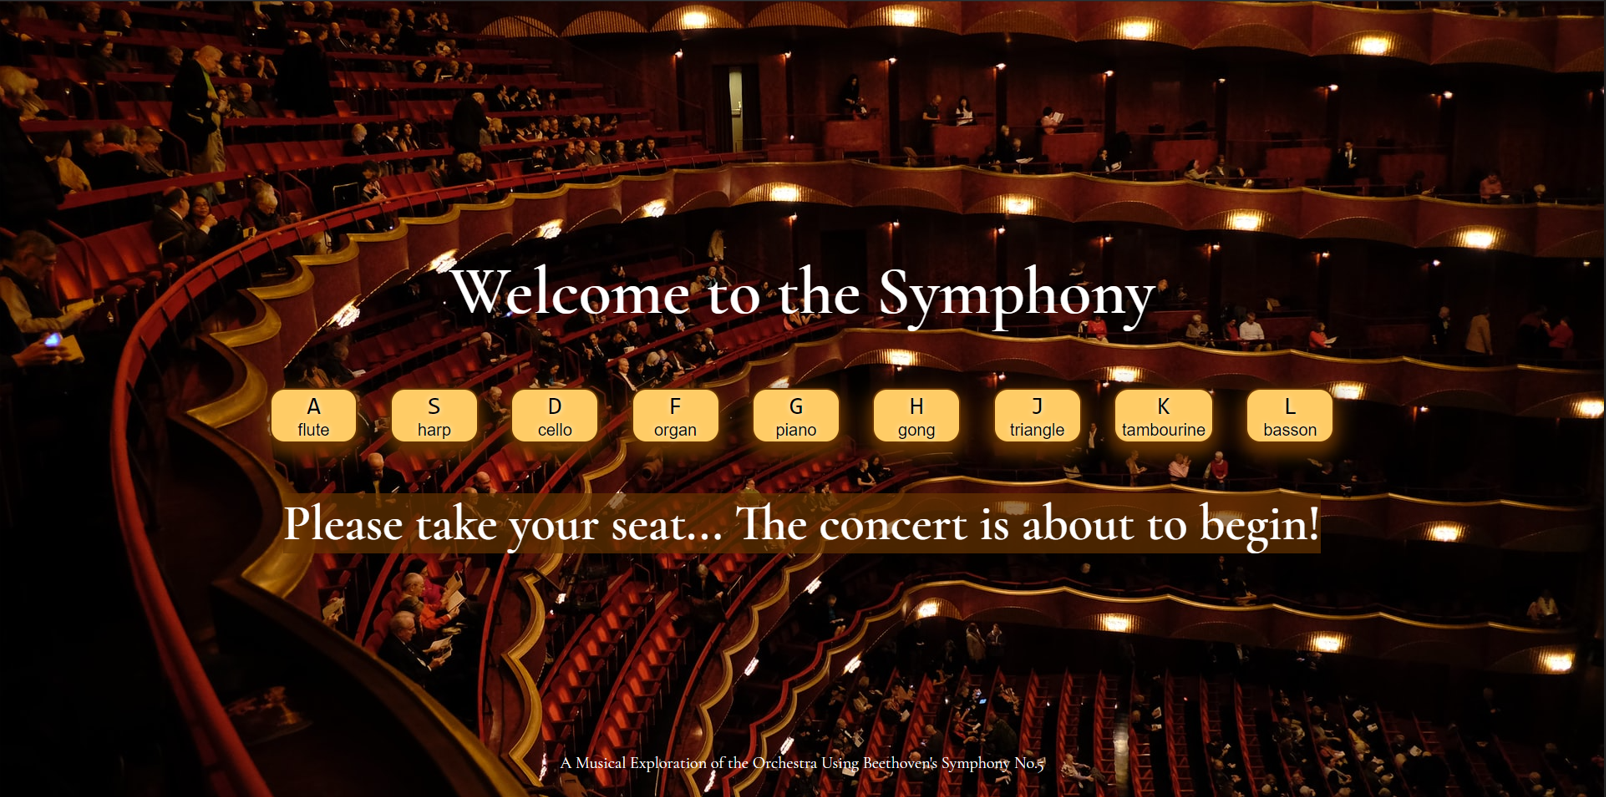 Welcome to the Symphony
A S D F G H J K L
flute harp cello organ piano gong triangle tambourine basson
Please take your seat... The concert is about to begin!
A Musical Exploration of the Orchestra Using Beethoven's Symphony No.5